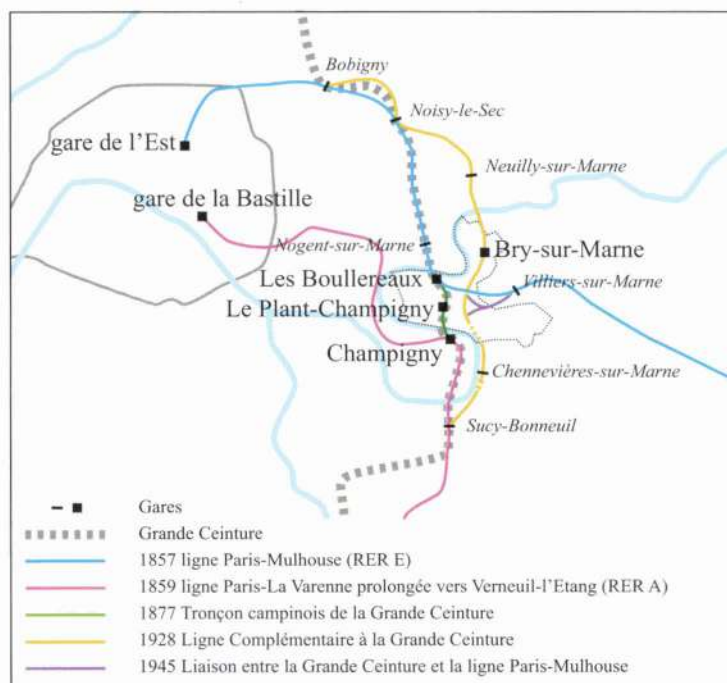 Bobigny
Noisy-le-Sec
gare de l'Est
Neuilly-sur-Marne
gare de la Bastille
Nogent-sur-Marne
Bry-sur-Marne
Les Boullereaux
Villiers-sur-Marne
Le Plant-Champigny
Champigny
Chennevières-sur-Marne
Sucy-Bonneuil
Gares
Grande Ceinture
1857 ligne Paris-Mulhouse (RER E)
1859 ligne Paris-La Varenne prolongée vers Verneuil-l'Etang (RER A)
1877 Tronçon campinois de la Grande Ceinture
1928 Ligne Complémentaire à la Grande Ceinture
1945 Liaison entre la Grande Ceinture et la ligne Paris-Mulhouse